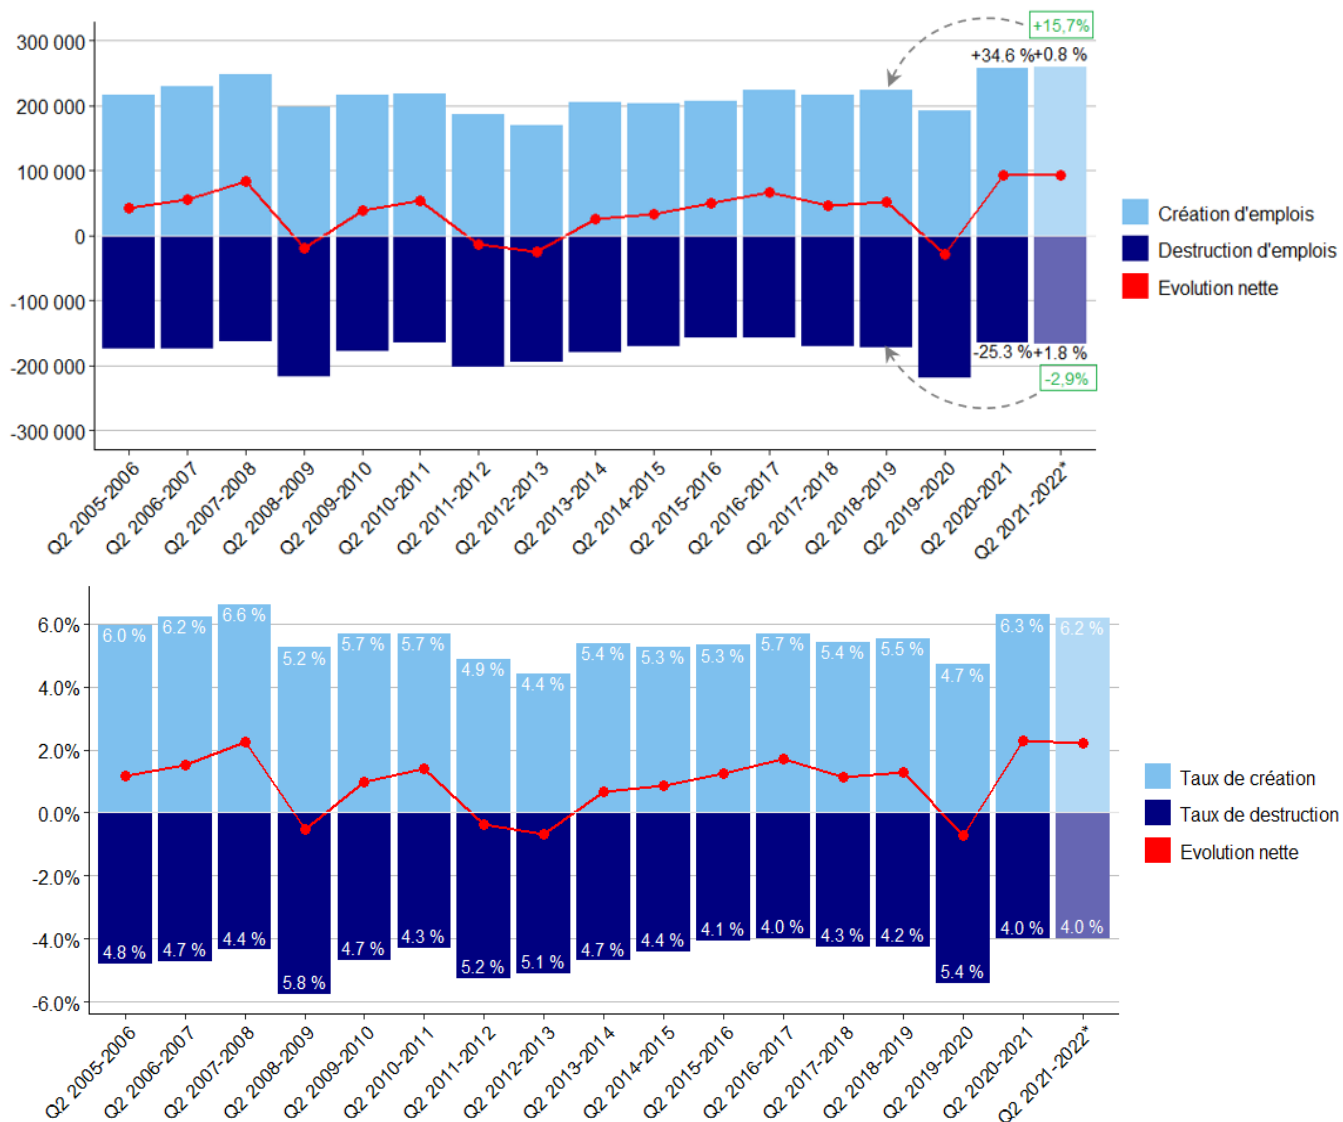 +15,7%
300 000
+34.6 % +0.8 %
200 000
100 000
0
-100 000
-200 000
-300 000
-25.3 % +1.8 %
-2,9%
Création d'emplois
Destruction d'emplois
Evolution nette
Q2 2005-2006
Q2 2006-2007
Q2 2007-2008
Q2 2008-2009
Q2 2009-2010
Q2 2010-2011
Q2 2011-2012
Q2 2012-2013
Q2 2013-2014
Q2 2014-2015
Q2 2015-2016
Q2 2016-2017
Q2 2017-2018
Q2 2018-2019
Q2 2019-2020
Q2 2020-2021
Q2 2021-2022*
6.0%
4.0%
2.0%
0.0%
-2.0%
-4.0%
-6.0%
6.0 % 6.2 % 6.6 % 5.2 % 5.7 % 5.7 % 4.9 % 4.4 % 5.4 % 5.3 % 5.3 % 5.7 % 5.4 % 5.5 % 4.7 % 6.3 % 6.2 %
4.8 % 4.7 % 4.4 % 5.8 % 4.7 % 4.3 % 5.2 % 5.1 % 4.7 % 4.4 % 4.1 % 4.0 % 4.3 % 4.2 % 5.4 % 4.0 % 4.0 %
Taux de création
Taux de destruction
Evolution nette
Q2 2005-2006
Q2 2006-2007
Q2 2007-2008
Q2 2008-2009
Q2 2009-2010
Q2 2010-2011
Q2 2011-2012
Q2 2012-2013
Q2 2013-2014
Q2 2014-2015
Q2 2015-2016
Q2 2016-2017
Q2 2017-2018
Q2 2018-2019
Q2 2019-2020
Q2 2020-2021
Q2 2021-2022*